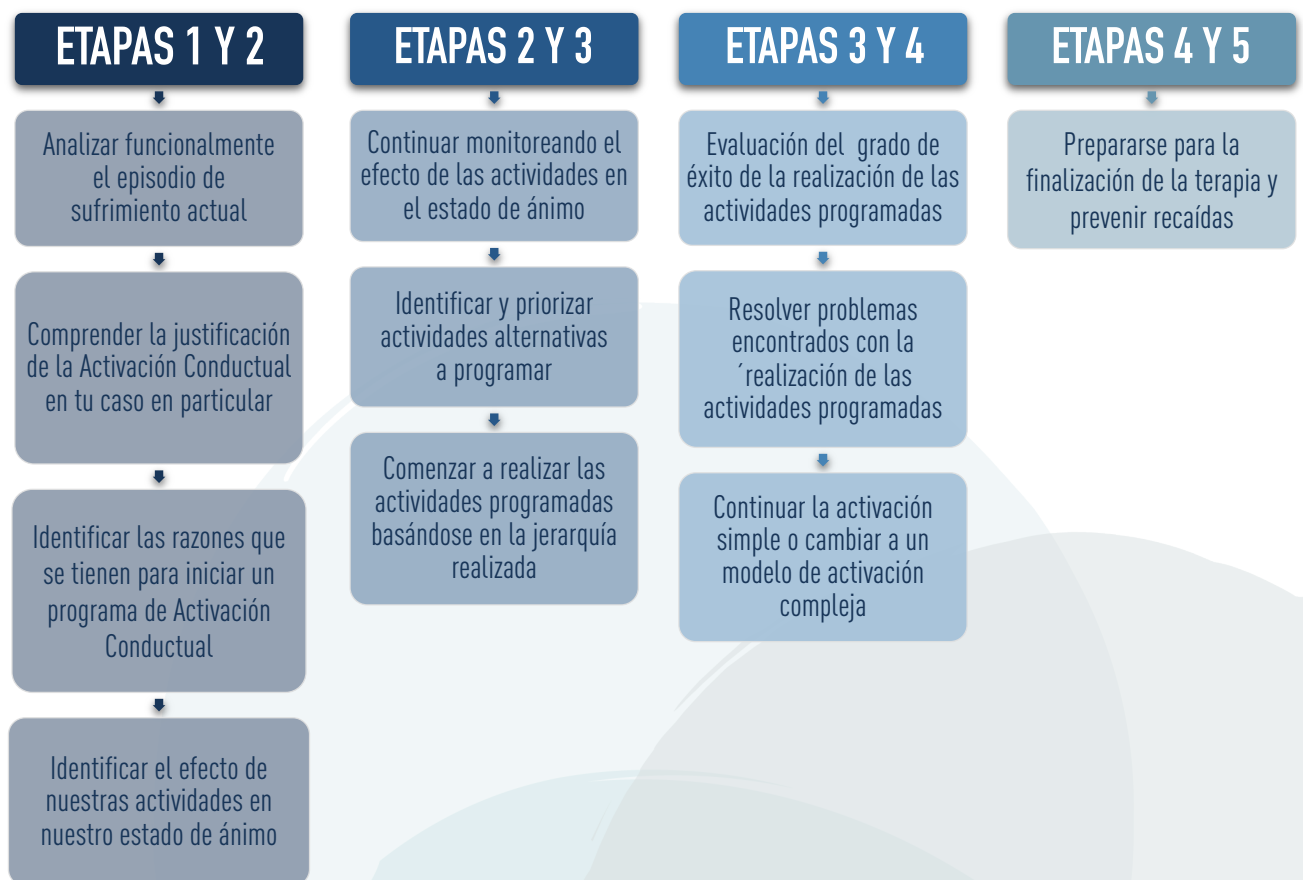 ETAPAS 1 Y 2
Analizar funcionalmente
el episodio de
sufrimiento actual
Comprender la justificación
de la Activación Conductual
en tu caso en particular
Identificar las razones que
se tienen para iniciar un
programa de Activación
Conductual
Identificar el efecto de
nuestras actividades en
nuestro estado de ánimo
ETAPAS 2 Y 3
Continuar monitoreando el
efecto de las actividades en
el estado de ánimo
Identificar y priorizar
actividades alternativas
a programar
Comenzar a realizar las
actividades programadas
basándose en la jerarquía
realizada
ETAPAS 3 Y 4
Evaluación del grado de
éxito de la realización de las
actividades programadas
Resolver problemas
encontrados con la
´realización de las
actividades programadas
Continuar la activación
simple o cambiar a un
modelo de activación
compleja
ETAPAS 4 Y 5
Prepararse para la
finalización de la terapia y
prevenir recaídas